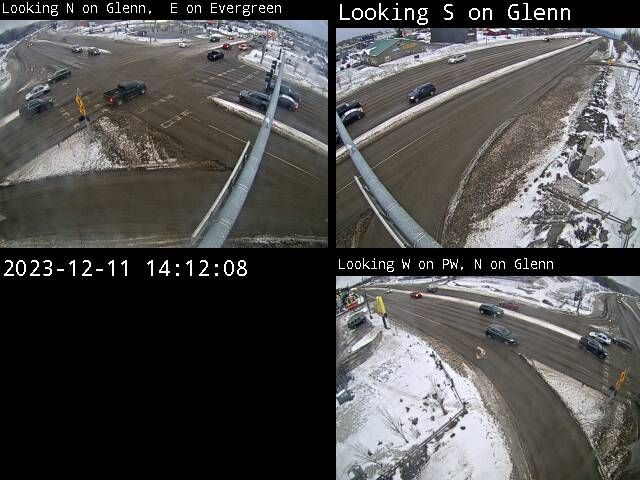 Looking N on Glenn,  E on Evergreen
Looking S on Glenn
2023-12-11 14:12:08
Looking W on PW, N on Glenn